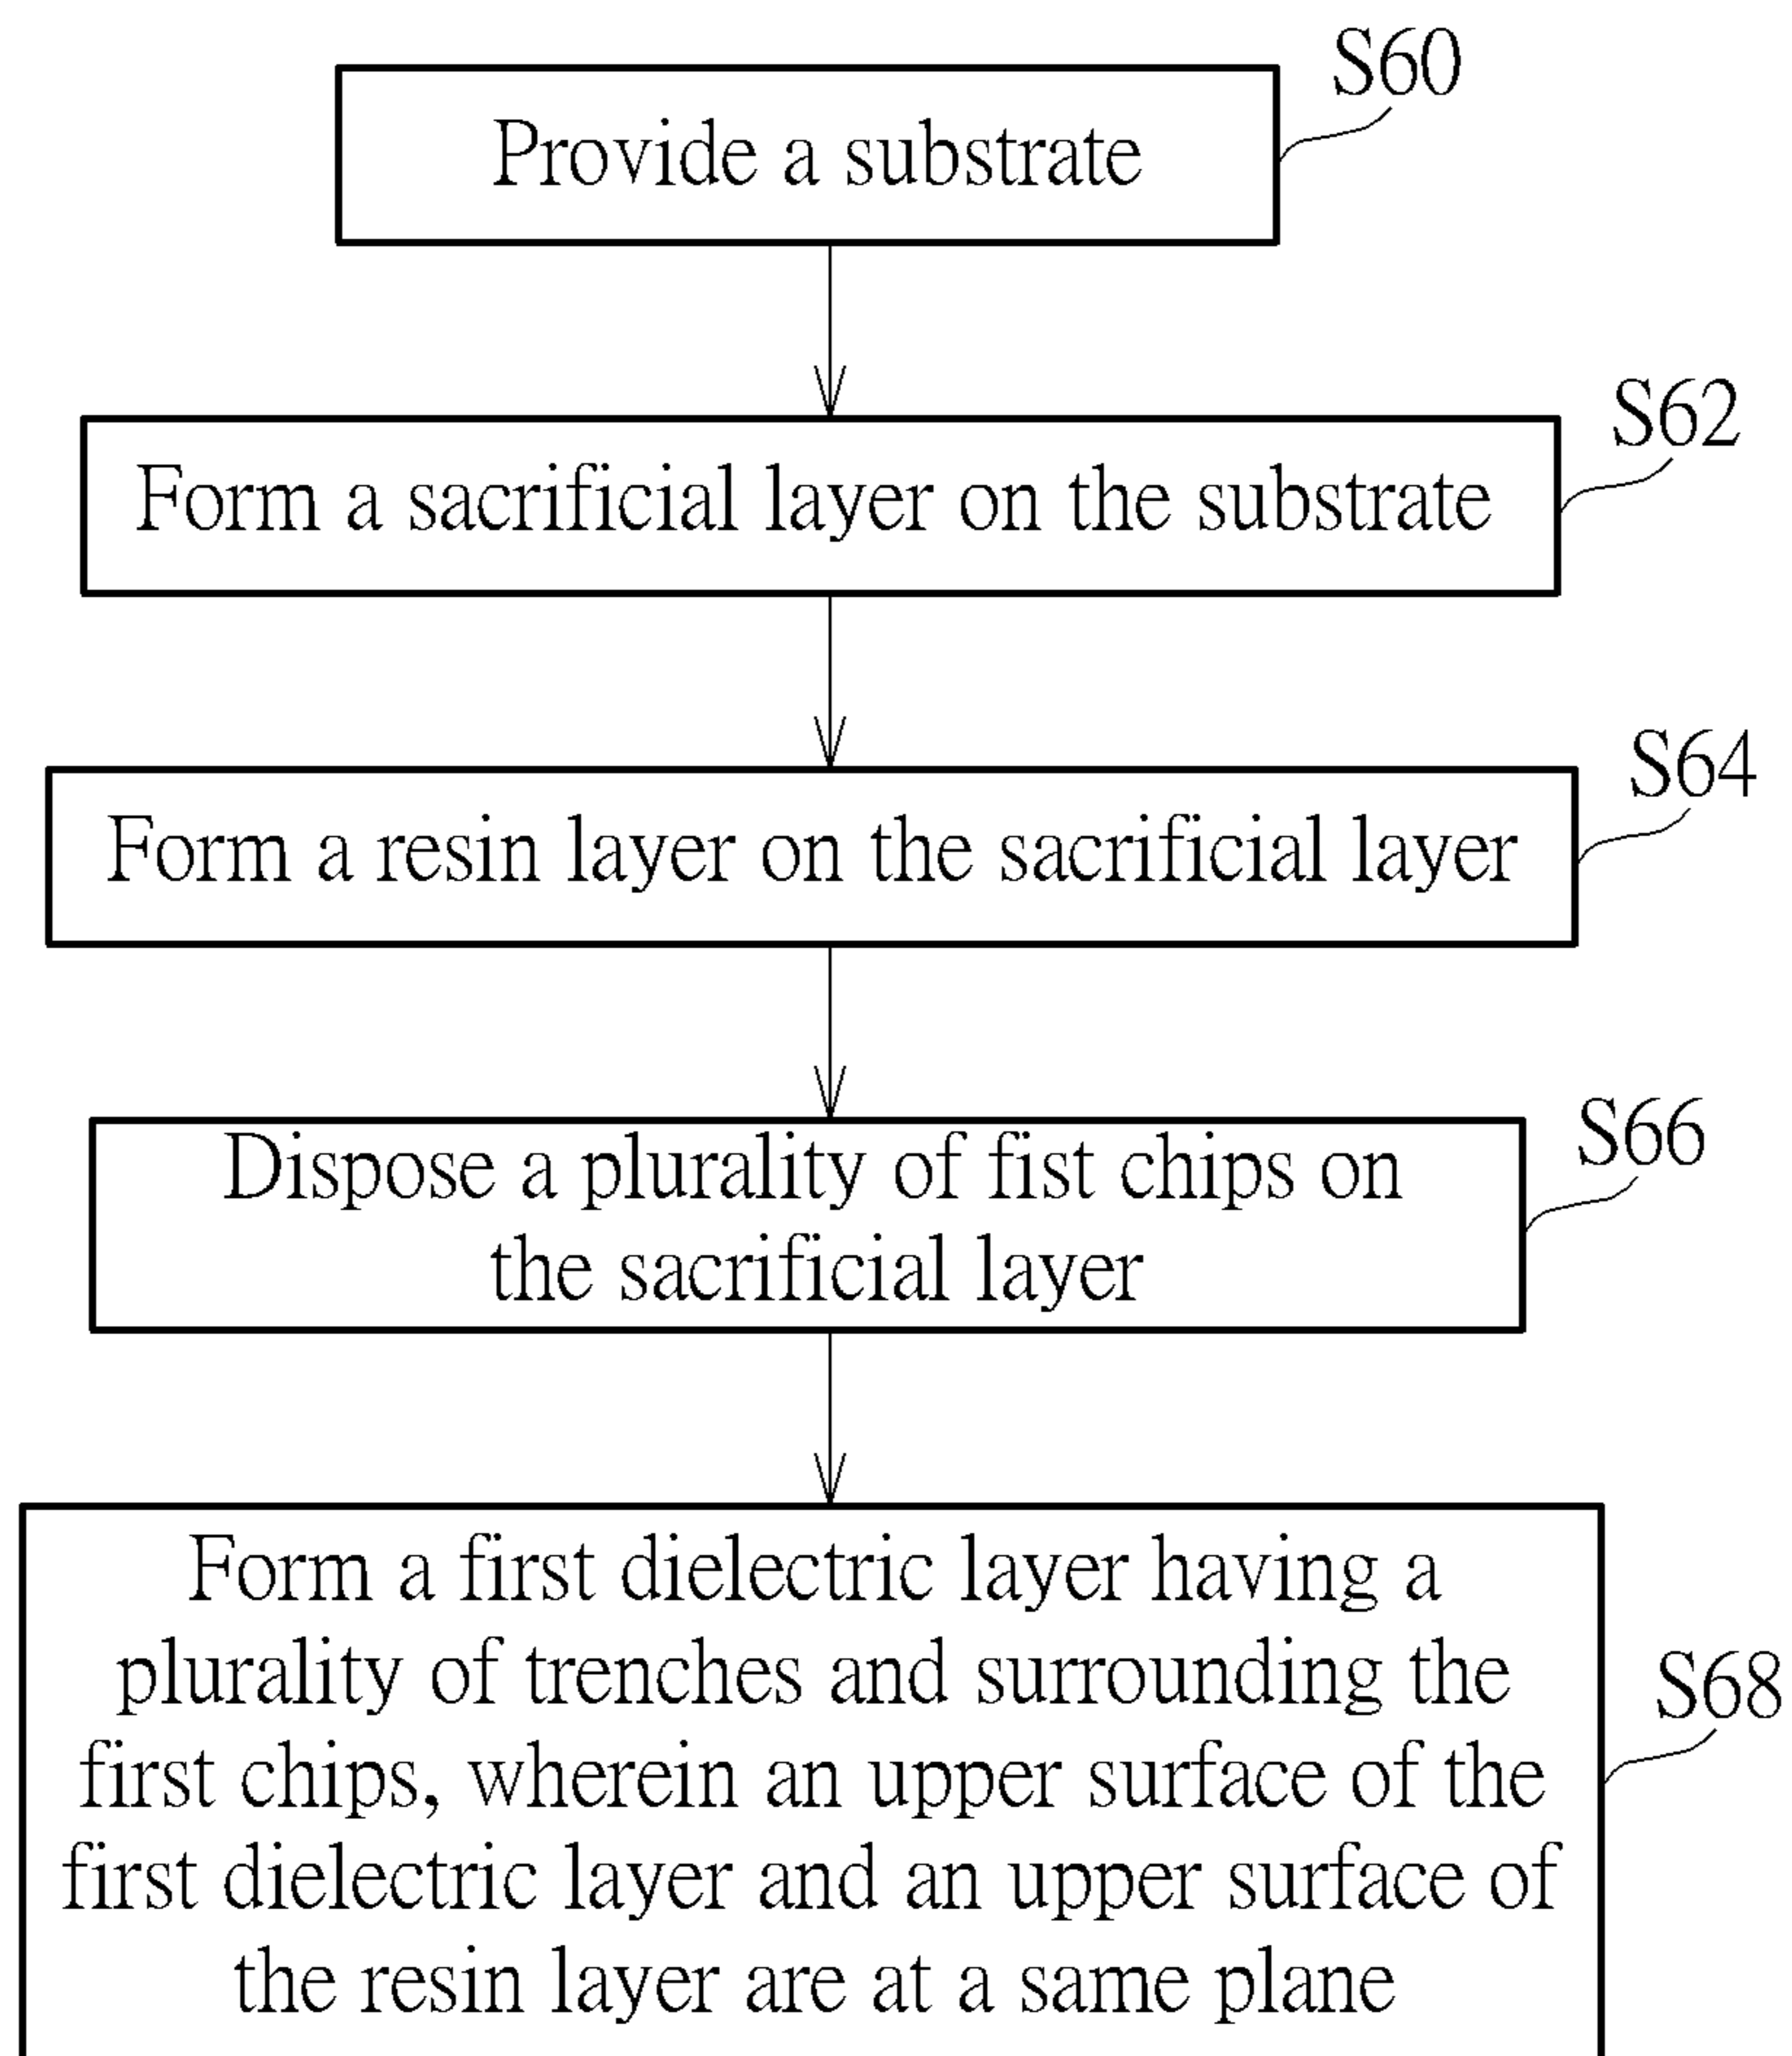 S60
Provide a substrate
S62
Form a sacrificial layer on the substrate
S64
Form a resin layer on the sacrificial layer
S66
Dispose a plurality of fist chips on
the sacrificial layer
S68
Form a first dielectric layer having a
plurality of trenches and surrounding the
first chips, wherein an upper surface of the
first dielectric layer and an upper surface of
the resin layer are at a same plane